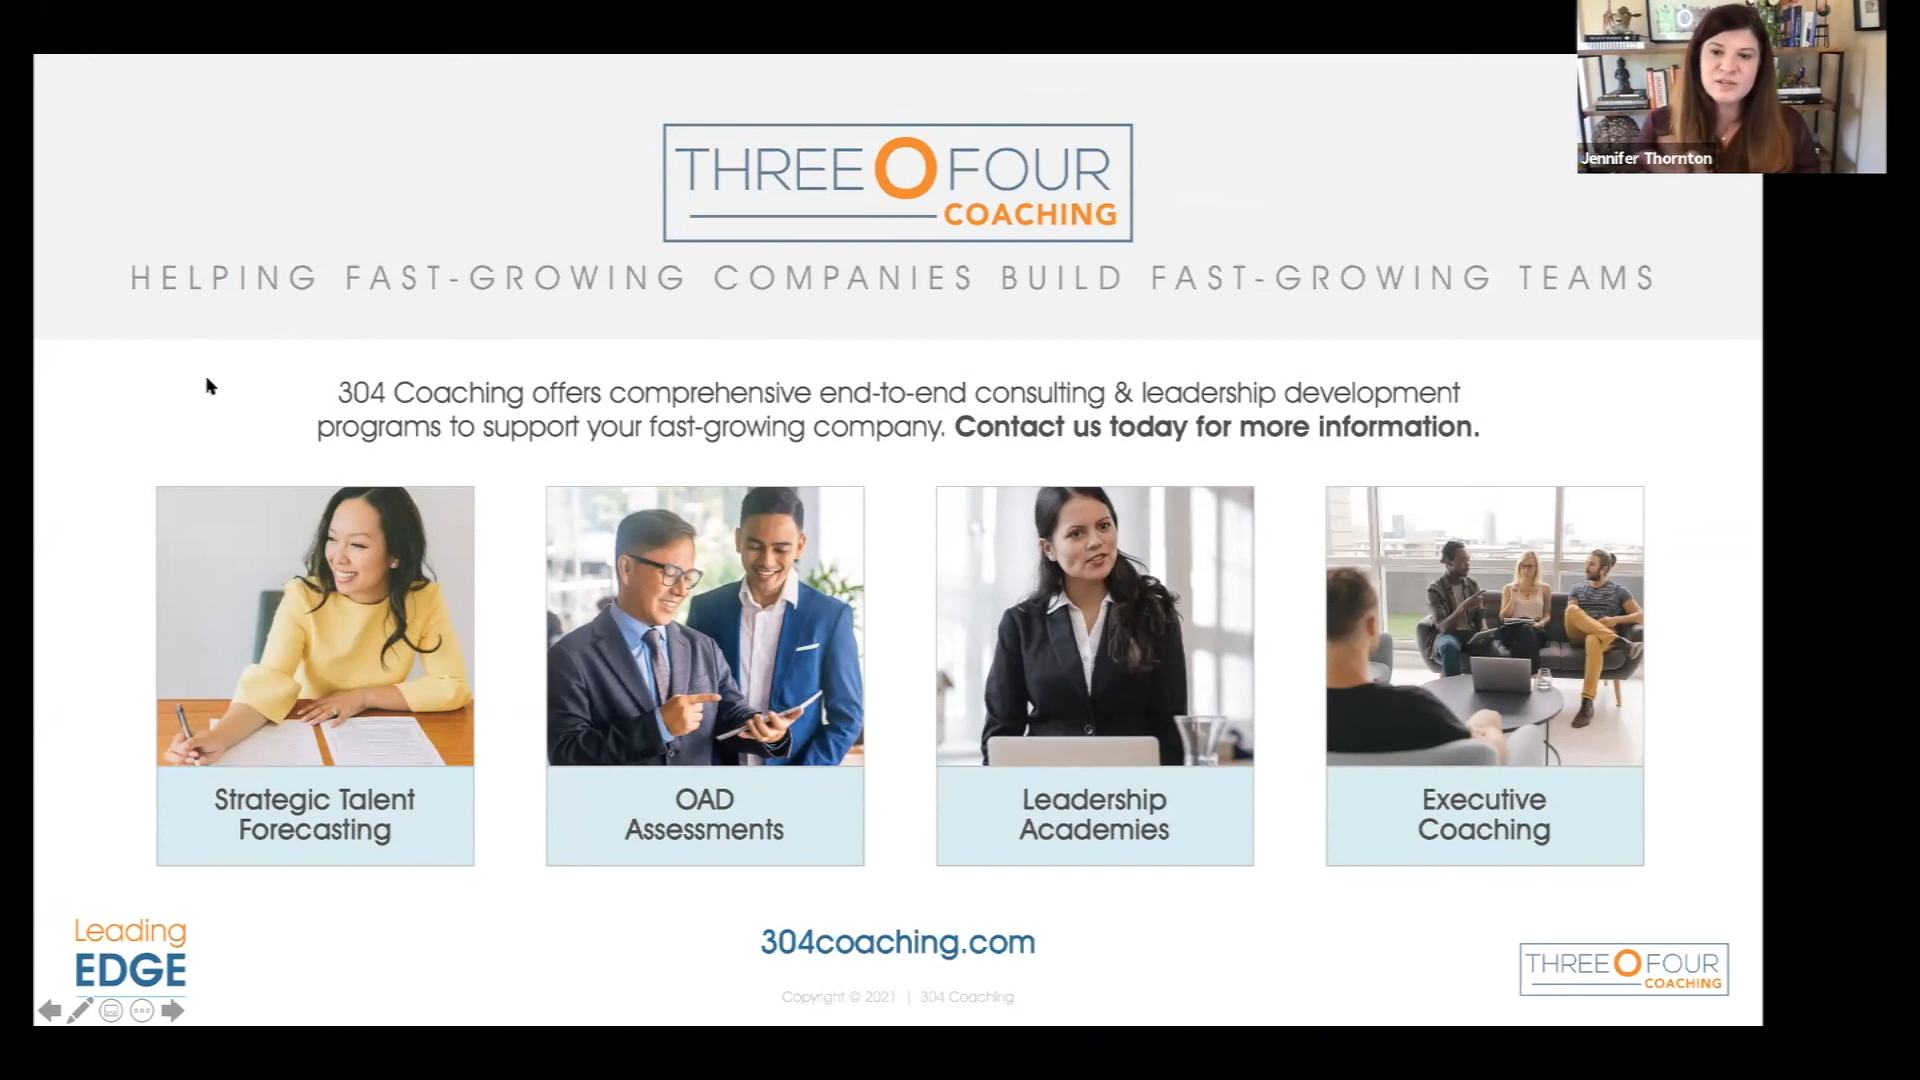 Jennifer Thornton
THREE O FOUR
COACHING
HELPING FAST-GROWING COMPANIES BUILD FAST-GROWING TEAMS
304 Coaching offers comprehensive end-to-end consulting & leadership development
programs to support your fast-growing company. Contact us today for more information.
Strategic Talent
Forecasting
OAD
Assessments
Leadership
Academies
Executive
Coaching
Leading
EDGE
304coaching.com
Copyright © 2021 | 304 Coaching
THREE O FOUR
COACHING